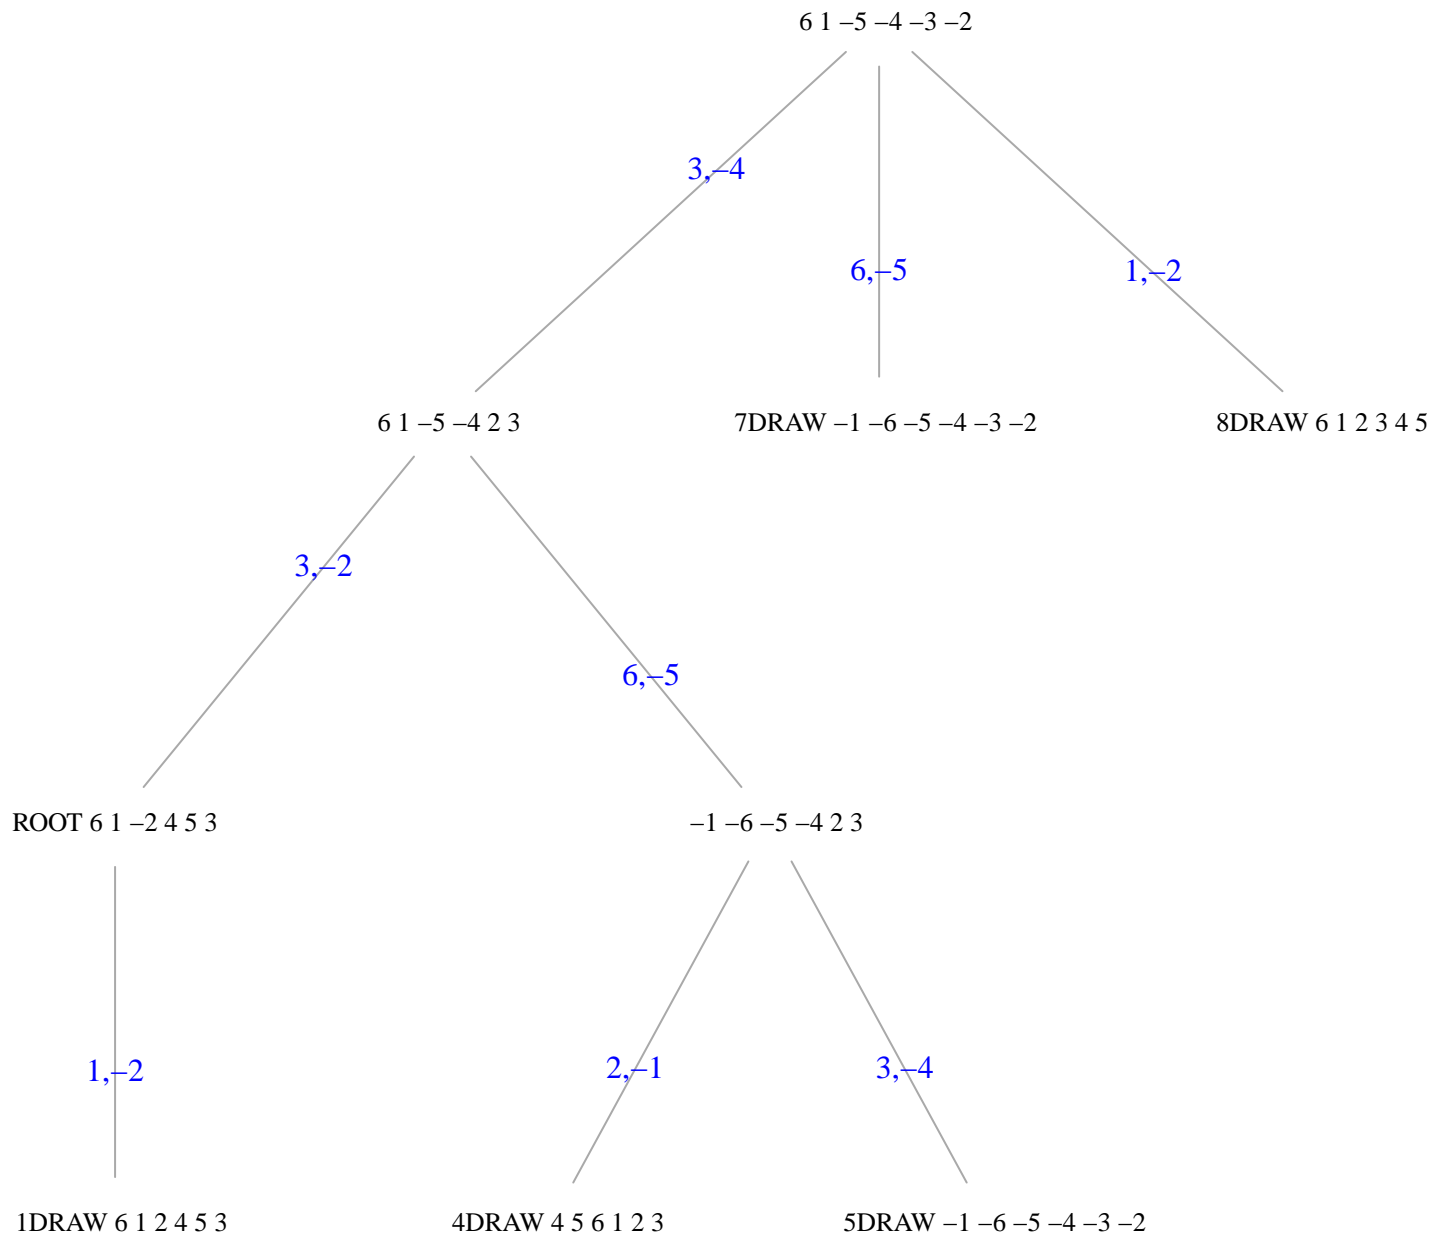 6 1 –5 –4 –3 –2
3,–4
6,–5
1,–2
6 1 –5 –4 2 3
7DRAW –1 –6 –5 –4 –3 –2
8DRAW 6 1 2 3 4 5
3,–2
6,–5
ROOT 6 1 –2 4 5 3
–1 –6 –5 –4 2 3
1,–2
2,–1
3,–4
1DRAW 6 1 2 4 5 3
4DRAW 4 5 6 1 2 3
5DRAW –1 –6 –5 –4 –3 –2